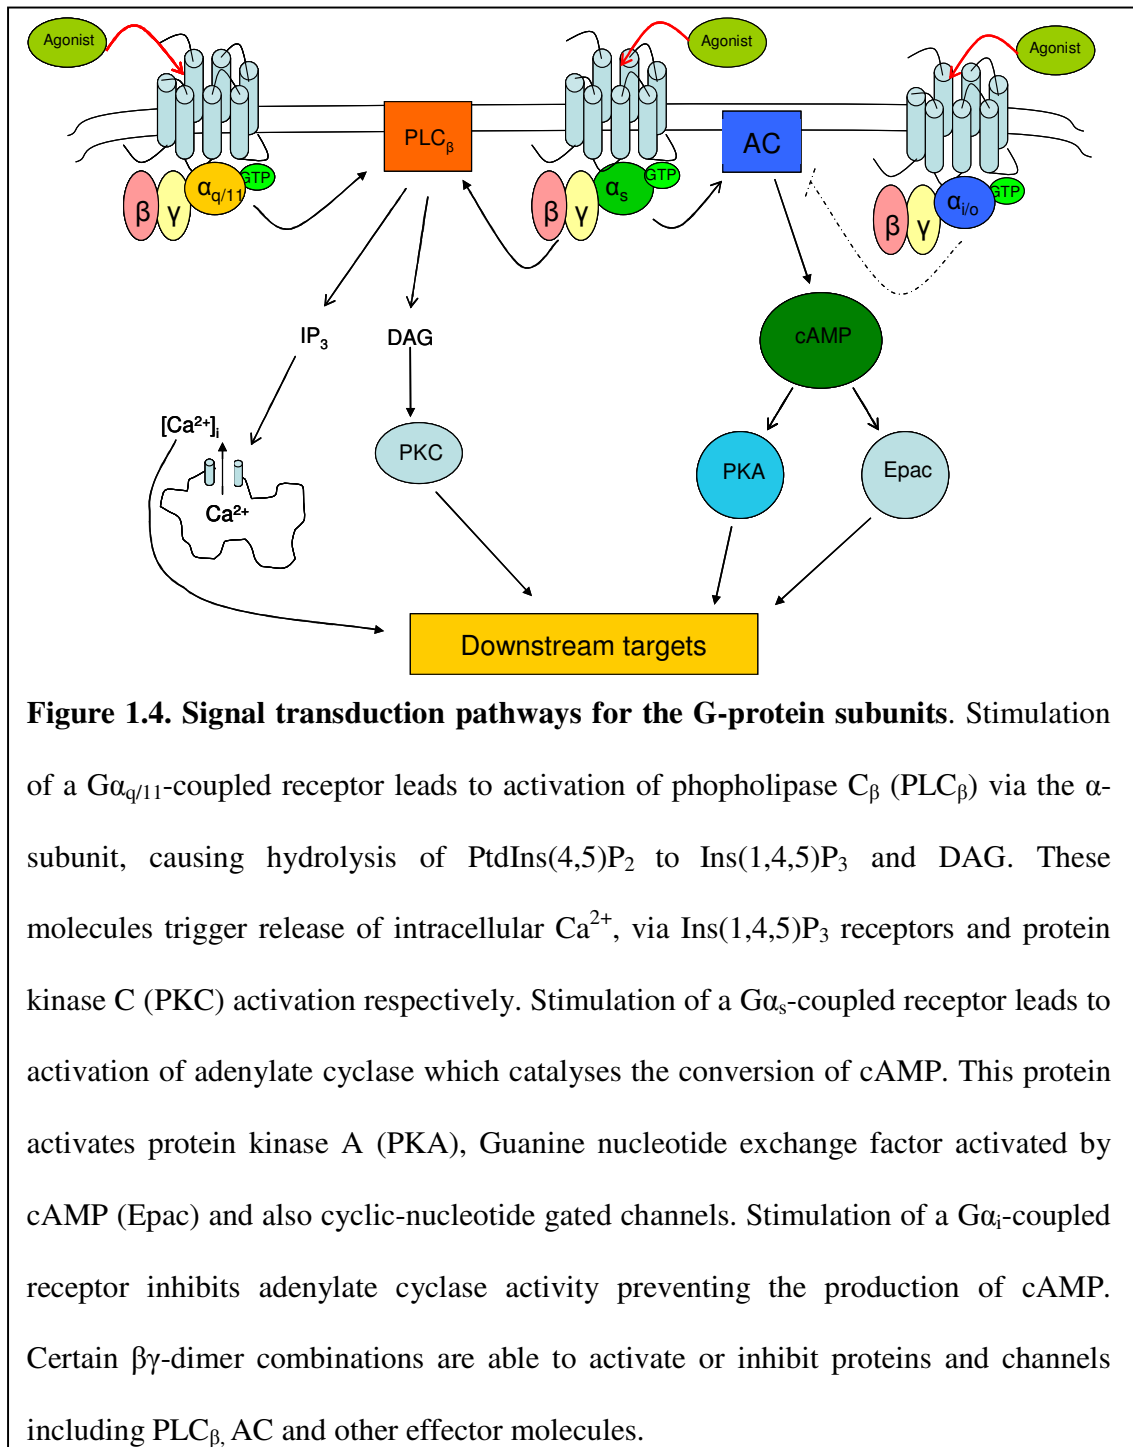 Agonist
Agonist
Agonist
PLCβ
AC
GTP
GTP
GTP
αq/11
αs
αi/o
β
γ
β
γ
β
γ
IP3
DAG
cAMP
[Ca2+]i
PKC
PKA
Epac
Ca2+
Downstream targets
Figure 1.4. Signal transduction pathways for the G-protein subunits. Stimulation
of a Gαq/11-coupled receptor leads to activation of phopholipase Cβ (PLCβ) via the α-
subunit, causing hydrolysis of PtdIns(4,5)P2 to Ins(1,4,5)P3 and DAG. These
molecules trigger release of intracellular Ca2+, via Ins(1,4,5)P3 receptors and protein
kinase C (PKC) activation respectively. Stimulation of a Gαs-coupled receptor leads to
activation of adenylate cyclase which catalyses the conversion of cAMP. This protein
activates protein kinase A (PKA), Guanine nucleotide exchange factor activated by
cAMP (Epac) and also cyclic-nucleotide gated channels. Stimulation of a Gαi-coupled
receptor inhibits adenylate cyclase activity preventing the production of cAMP.
Certain βγ-dimer combinations are able to activate or inhibit proteins and channels
including PLCβ, AC and other effector molecules.